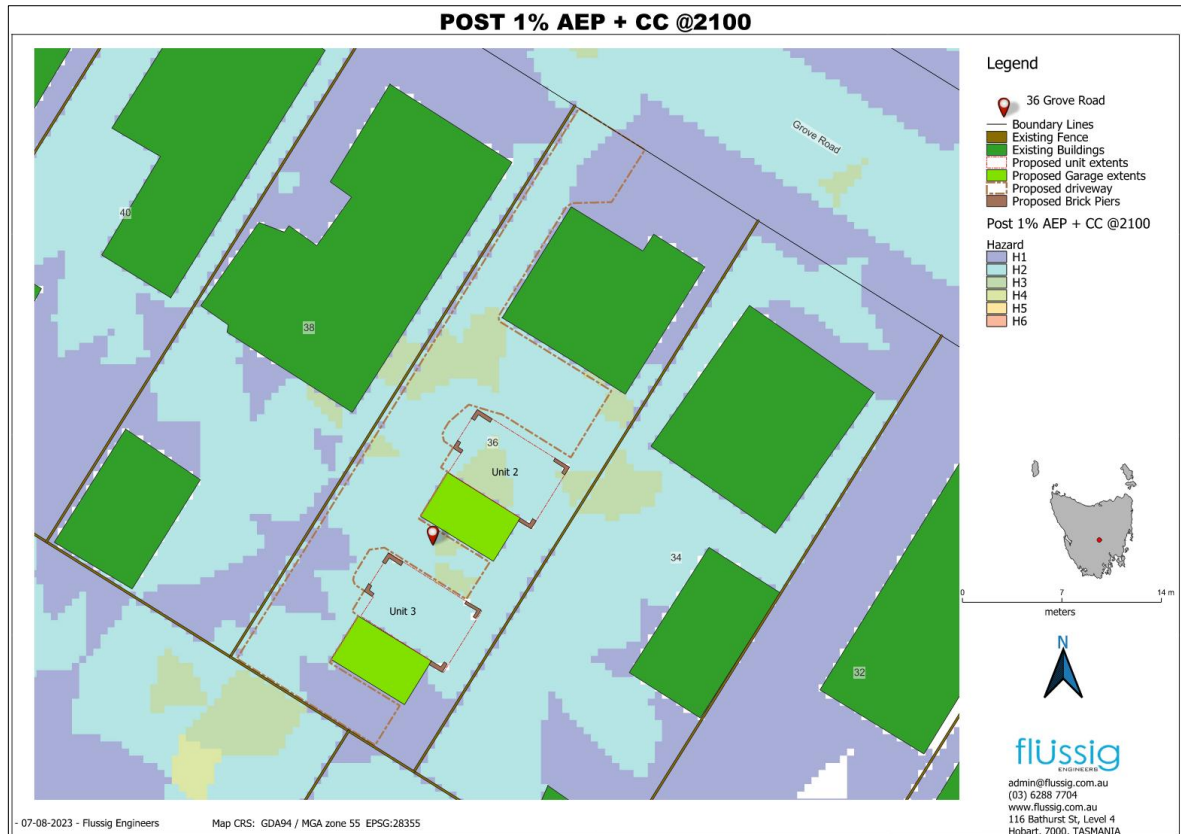 POST 1% AEP + CC @2100
Grove Road
40
38
36
Unit 2
34
Unit 3
32
Legend
36 Grove Road
Boundary Lines
Existing Fence
Existing Buildings
Proposed unit extents
Proposed Garage extents
Proposed driveway
Proposed Brick Piers
Post 1% AEP + CC @2100
Hazard
H1
H2
H3
H4
H5
H6
0 7 14 m
meters
N
flüssig
ENGINEERS
admin@flussig.com.au
(03) 6288 7704
www.flussig.com.au
116 Bathurst St, Level 4
Hobart, 7000, TASMANIA
- 07-08-2023 - Flussig Engineers Map CRS: GDA94 / MGA zone 55 EPSG:28355